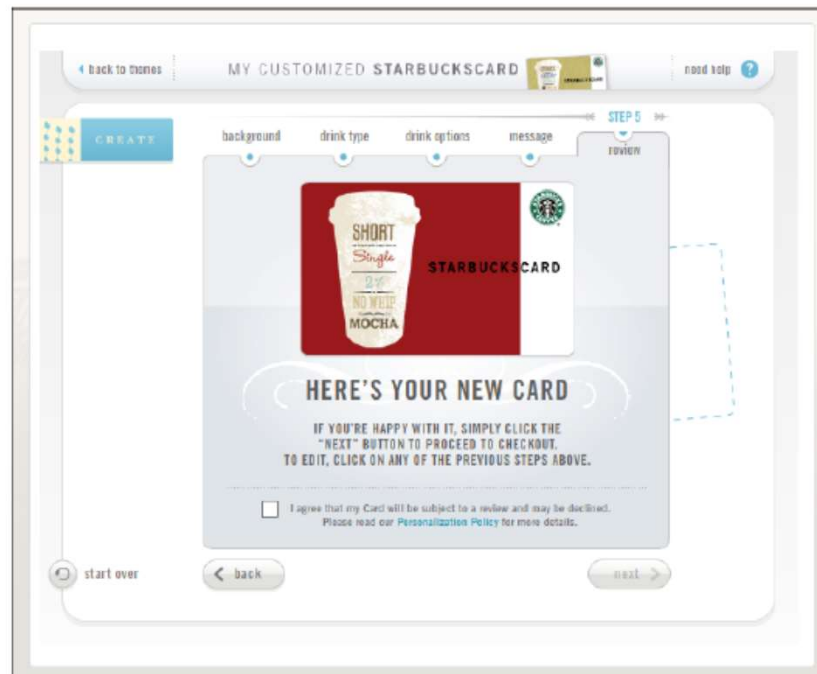 back to themes
MY CUSTOMIZED STARBUCKSCARD
need help ?
CREATE
STEP 5
background
drink type
drink options
message
review
SHORT
Single
2%
NO WHIP
MOCHA
STARBUCKS COFFEE
STARBUCKSCARD
HERE'S YOUR NEW CARD
IF YOU'RE HAPPY WITH IT, SIMPLY CLICK THE
"NEXT" BUTTON TO PROCEED TO CHECKOUT.
TO EDIT, CLICK ON ANY OF THE PREVIOUS STEPS ABOVE.
I agree that my Card will be subject to a review and may be declined.
Please read our Personalization Policy for more details.
start over
back
next